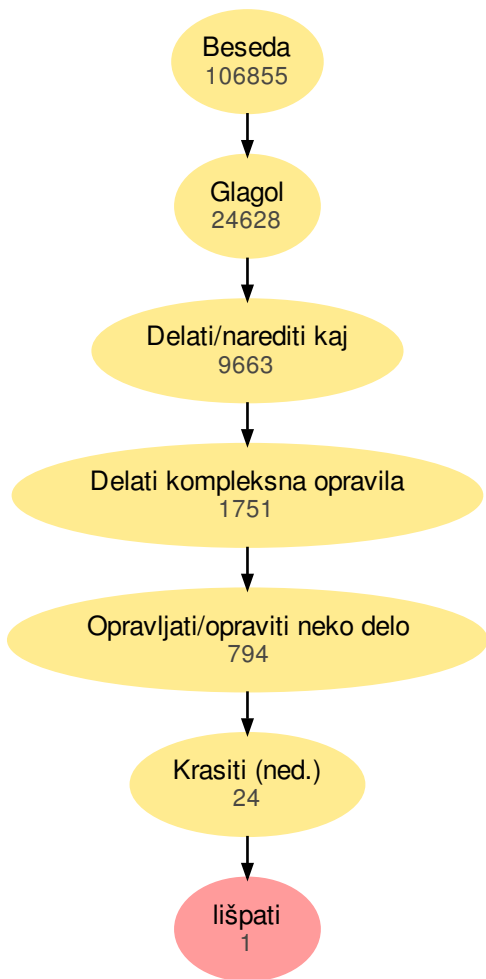 Beseda
106855
Glagol
24628
Delati/narediti kaj
9663
Delati kompleksna opravila
1751
Opravljati/opraviti neko delo
794
Krasiti (ned.)
24
lišpati
1